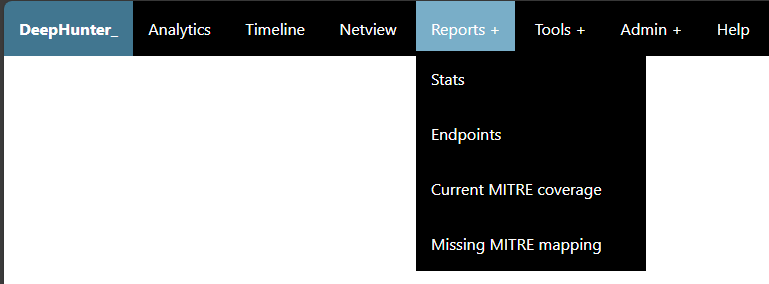 DeepHunter_ Analytics Timeline Netview Reports + Tools + Admin + Help
Stats
Endpoints
Current MITRE coverage
Missing MITRE mapping